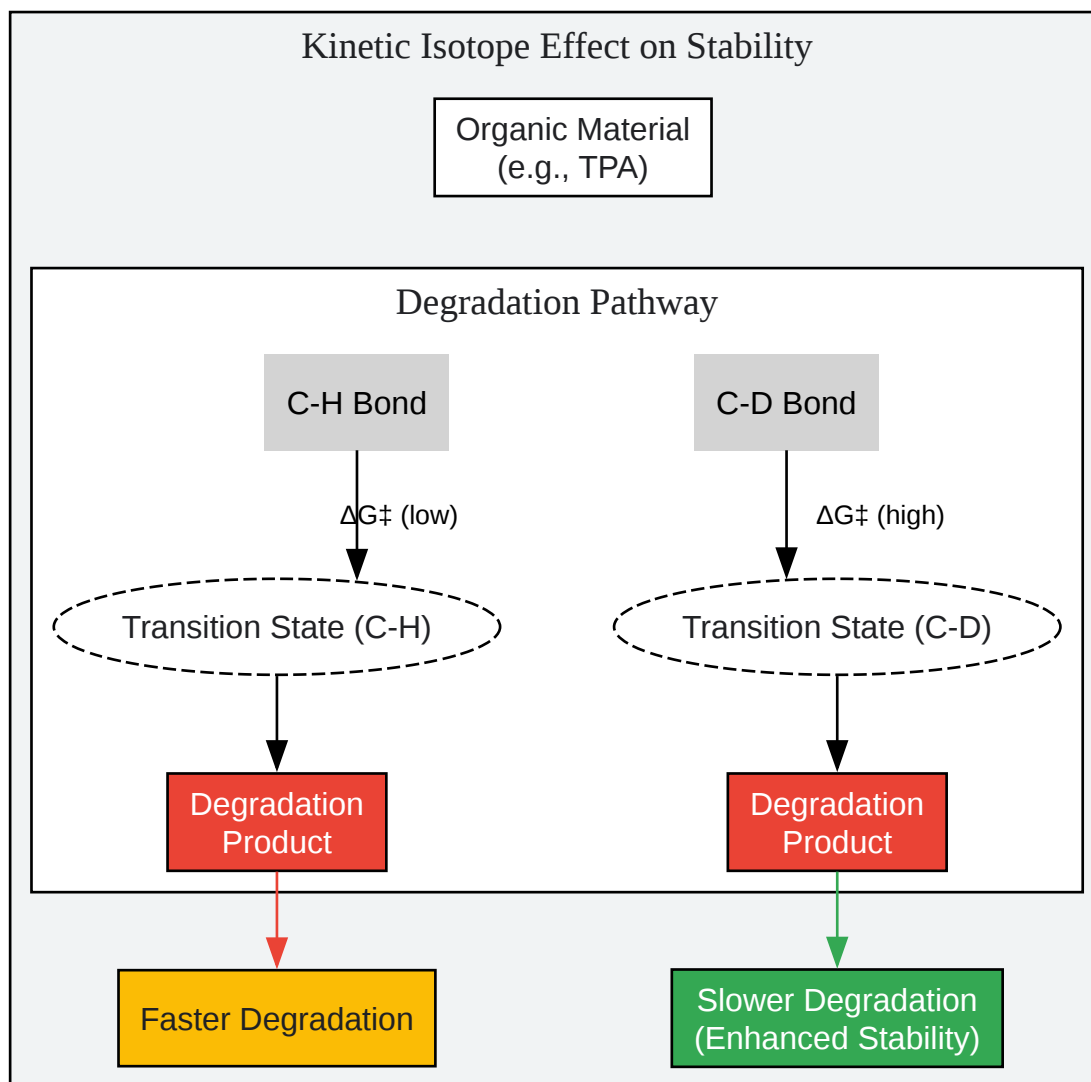 Kinetic Isotope Effect on Stability
Organic Material
(e.g., TPA)
Degradation Pathway
C-H Bond
C-D Bond
ΔG‡ (low)
ΔG‡ (high)
Transition State (C-H)
Transition State (C-D)
Degradation
Product
Degradation
Product
Faster Degradation
Slower Degradation
(Enhanced Stability)